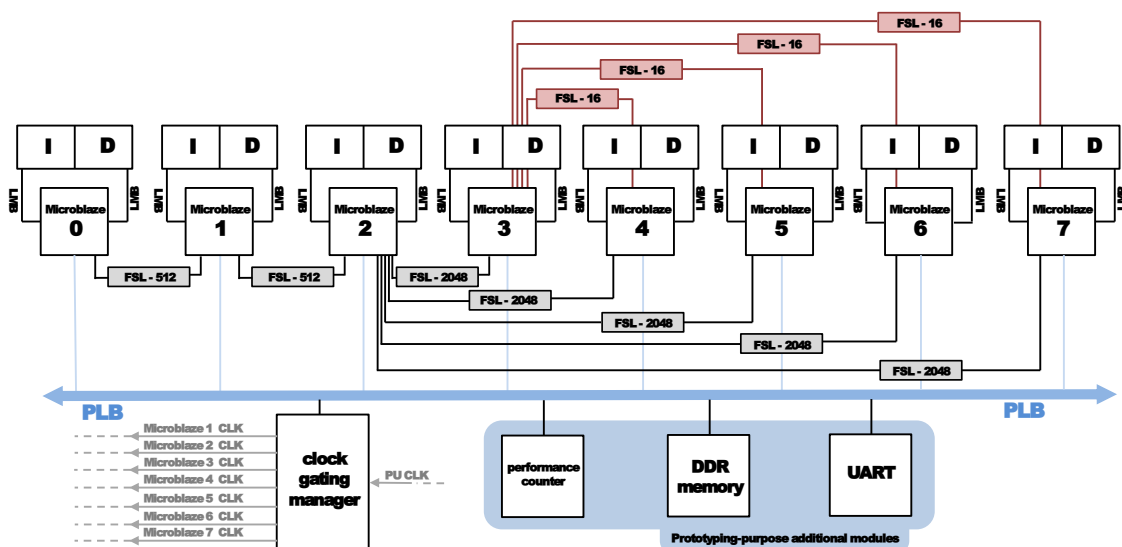 FSL - 16
FSL - 16
FSL - 16
FSL - 16
I D I D I D I D I D I D I D I D
LMB LMB LMB LMB LMB LMB LMB LMB LMB LMB LMB LMB LMB LMB LMB LMB
Microblaze Microblaze Microblaze Microblaze Microblaze Microblaze Microblaze Microblaze
0 1 2 3 4 5 6 7
FSL - 512 FSL - 512 FSL - 2048
FSL - 2048
FSL - 2048
FSL - 2048
FSL - 2048
PLB PLB
Microblaze 1 CLK
Microblaze 2 CLK
Microblaze 3 CLK
Microblaze 4 CLK
Microblaze 5 CLK
Microblaze 6 CLK
Microblaze 7 CLK
clock
gating
manager
PU CLK
performance
counter
DDR
memory
UART
Prototyping-purpose additional modules